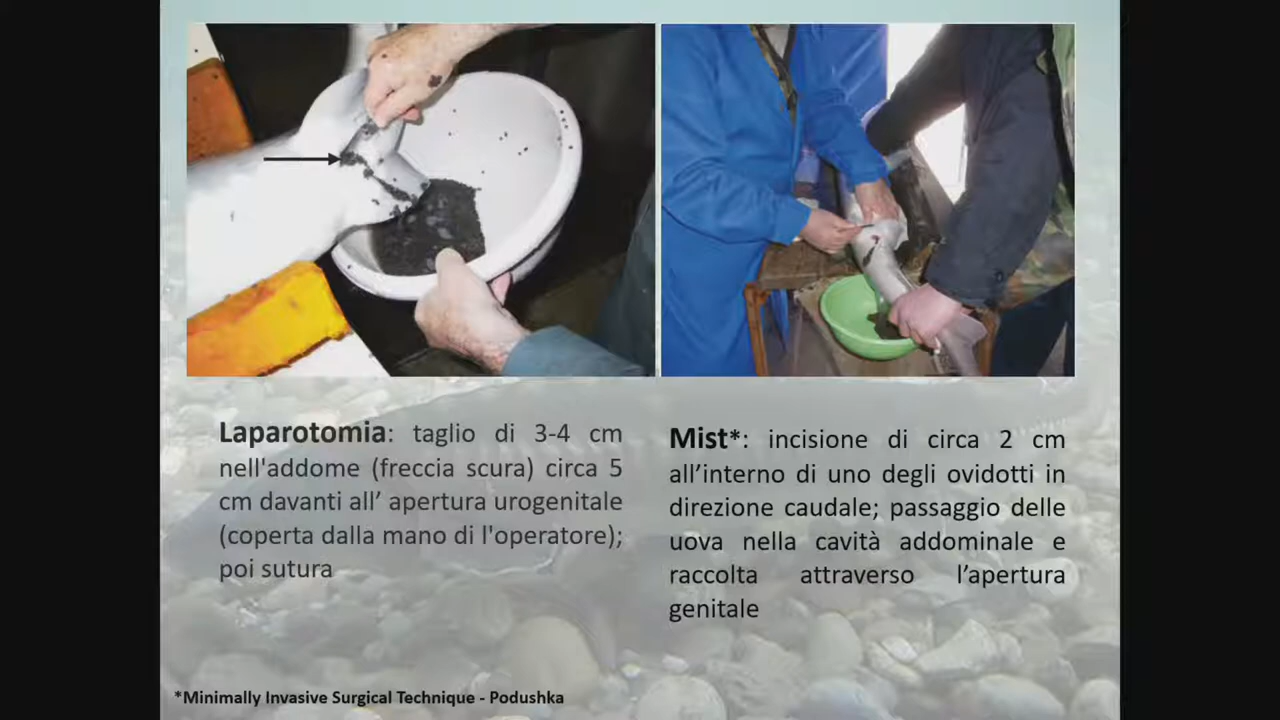 Laparotomia: taglio di 3-4 cm
nell'addome (freccia scura) circa 5
cm davanti all' apertura urogenitale
(coperta dalla mano di l'operatore);
poi sutura
Mist*: incisione di circa 2 cm
all’interno di uno degli ovidotti in
direzione caudale; passaggio delle
uova nella cavità addominale e
raccolta attraverso l’apertura
genitale
*Minimally Invasive Surgical Technique - Podushka